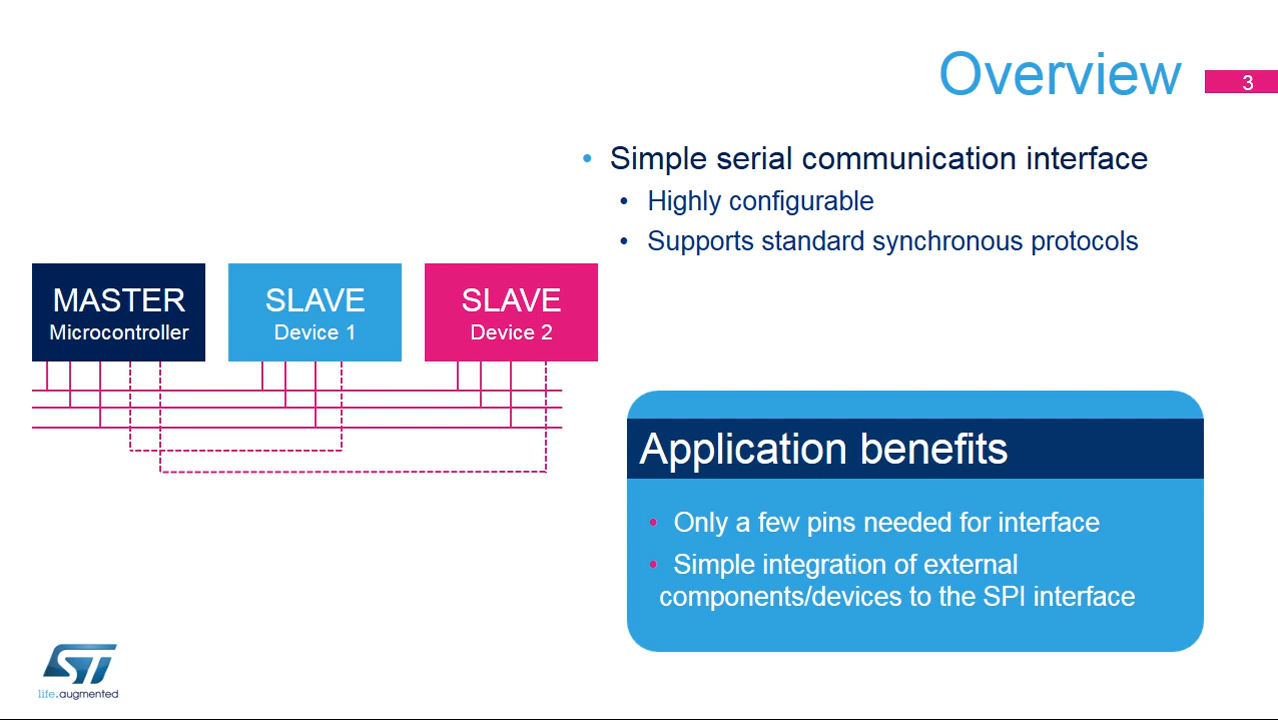 Overview
3
• Simple serial communication interface
• Highly configurable
• Supports standard synchronous protocols
MASTER
Microcontroller
SLAVE
Device 1
SLAVE
Device 2
Application benefits
• Only a few pins needed for interface
• Simple integration of external
components/devices to the SPI interface
ST
life.augmented